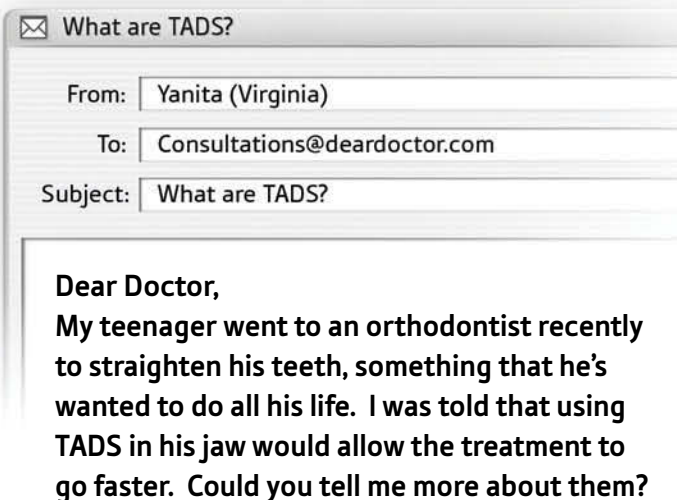 What are TADS?
From: Yanita (Virginia)
To: Consultations@deardoctor.com
Subject: What are TADS?
Dear Doctor,
My teenager went to an orthodontist recently
to straighten his teeth, something that he’s
wanted to do all his life. I was told that using
TADS in his jaw would allow the treatment to
go faster. Could you tell me more about them?